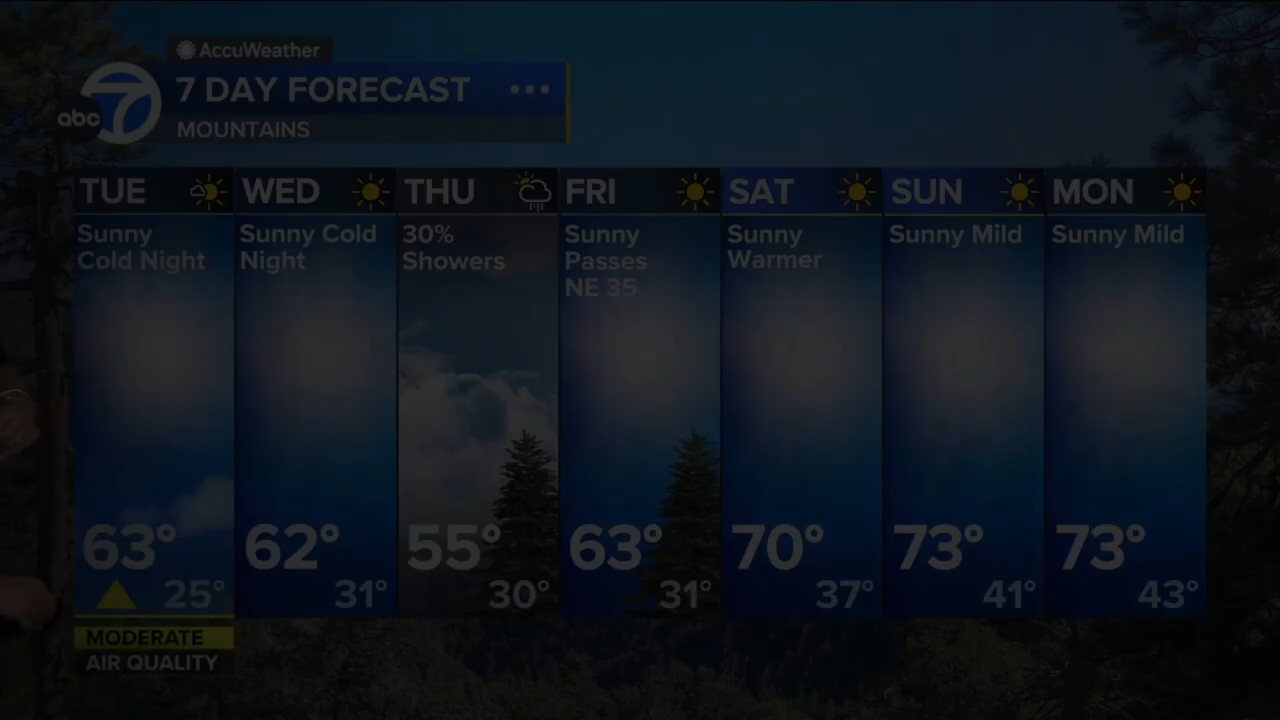 AccuWeather
abc 7
7 DAY FORECAST
MOUNTAINS
TUE
Sunny
Cold Night
63°
25°
MODERATE
AIR QUALITY
WED
Sunny Cold
Night
62°
31°
THU
30%
Showers
55°
30°
FRI
Sunny
Passes
NE 35
63°
31°
SAT
Sunny
Warmer
70°
37°
SUN
Sunny Mild
73°
41°
MON
Sunny Mild
73°
43°